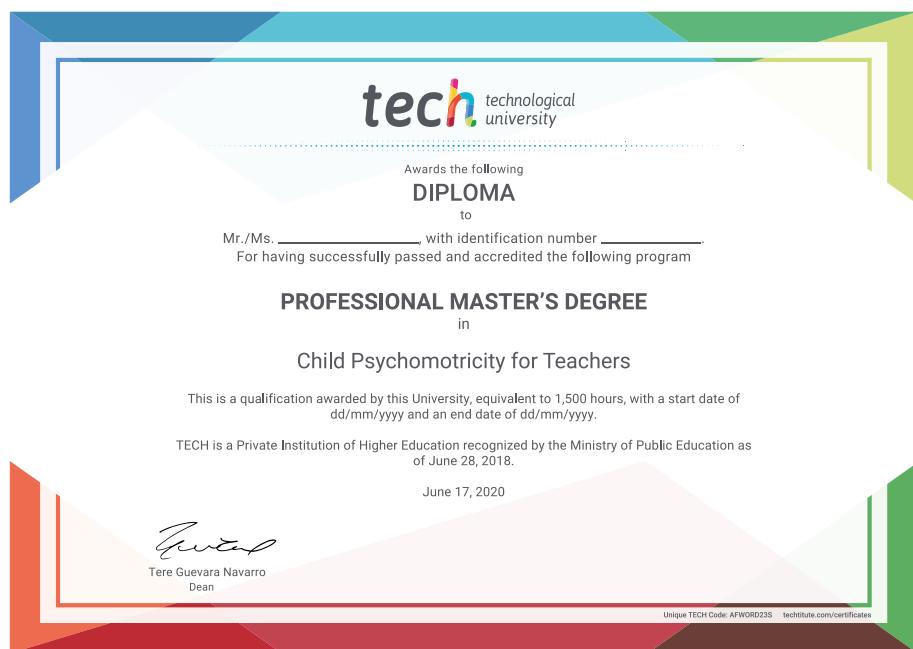 tech technological
university
Awards the following
DIPLOMA
to
Mr./Ms. ____________, with identification number ____________.
For having successfully passed and accredited the following program
PROFESSIONAL MASTER'S DEGREE
in
Child Psychomotricity for Teachers
This is a qualification awarded by this University, equivalent to 1,500 hours, with a start date of
dd/mm/yyyy and an end date of dd/mm/yyyy.
TECH is a Private Institution of Higher Education recognized by the Ministry of Public Education as
of June 28, 2018.
June 17, 2020
Tere Guevara Navarro
Dean
Unique TECH Code: AFWORD23S techtitute.com/certificates